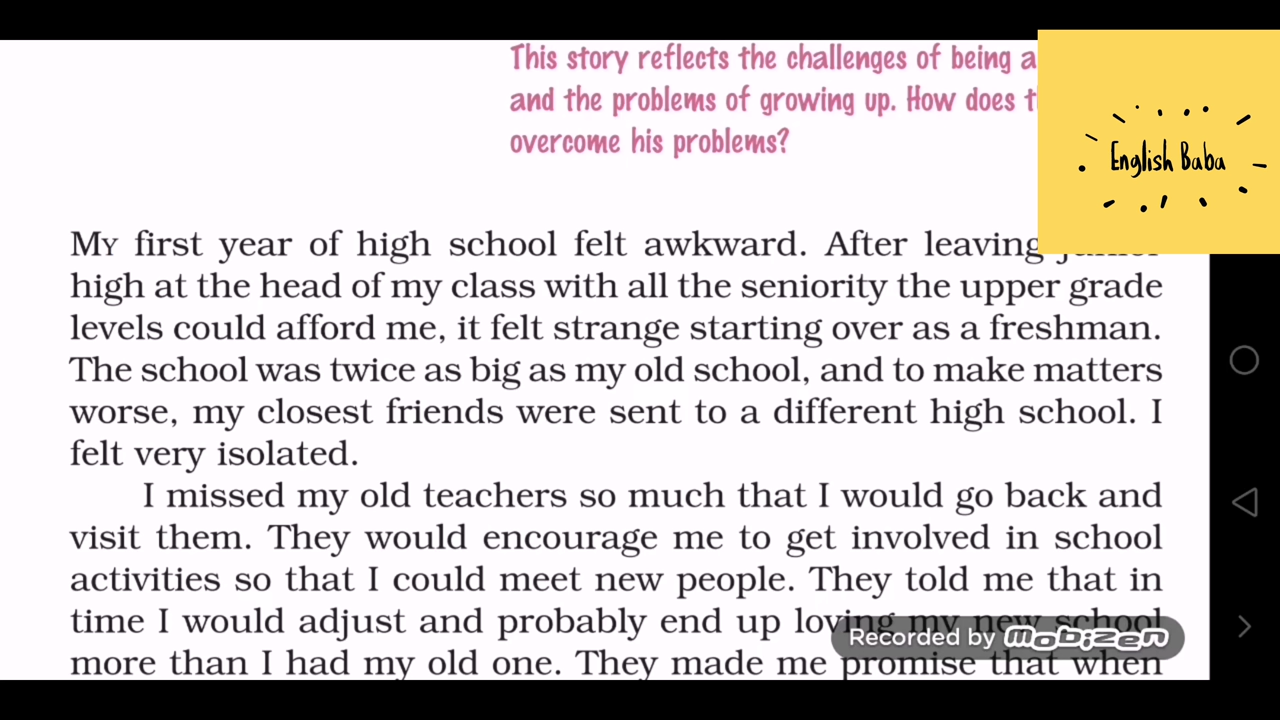 This story reflects the challenges of being a
and the problems of growing up. How does
overcome his problems?
English Baba
MY first year of high school felt awkward. After leaving
high at the head of my class with all the seniority the upper grade
levels could afford me, it felt strange starting over as a freshman.
The school was twice as big as my old school, and to make matters
worse, my closest friends were sent to a different high school. I
felt very isolated.
I missed my old teachers so much that I would go back and
visit them. They would encourage me to get involved in school
activities so that I could meet new people. They told me that in
time I would adjust and probably end up loving my new school
Recorded by mobizen
more than I had my old one. They made me promise that when